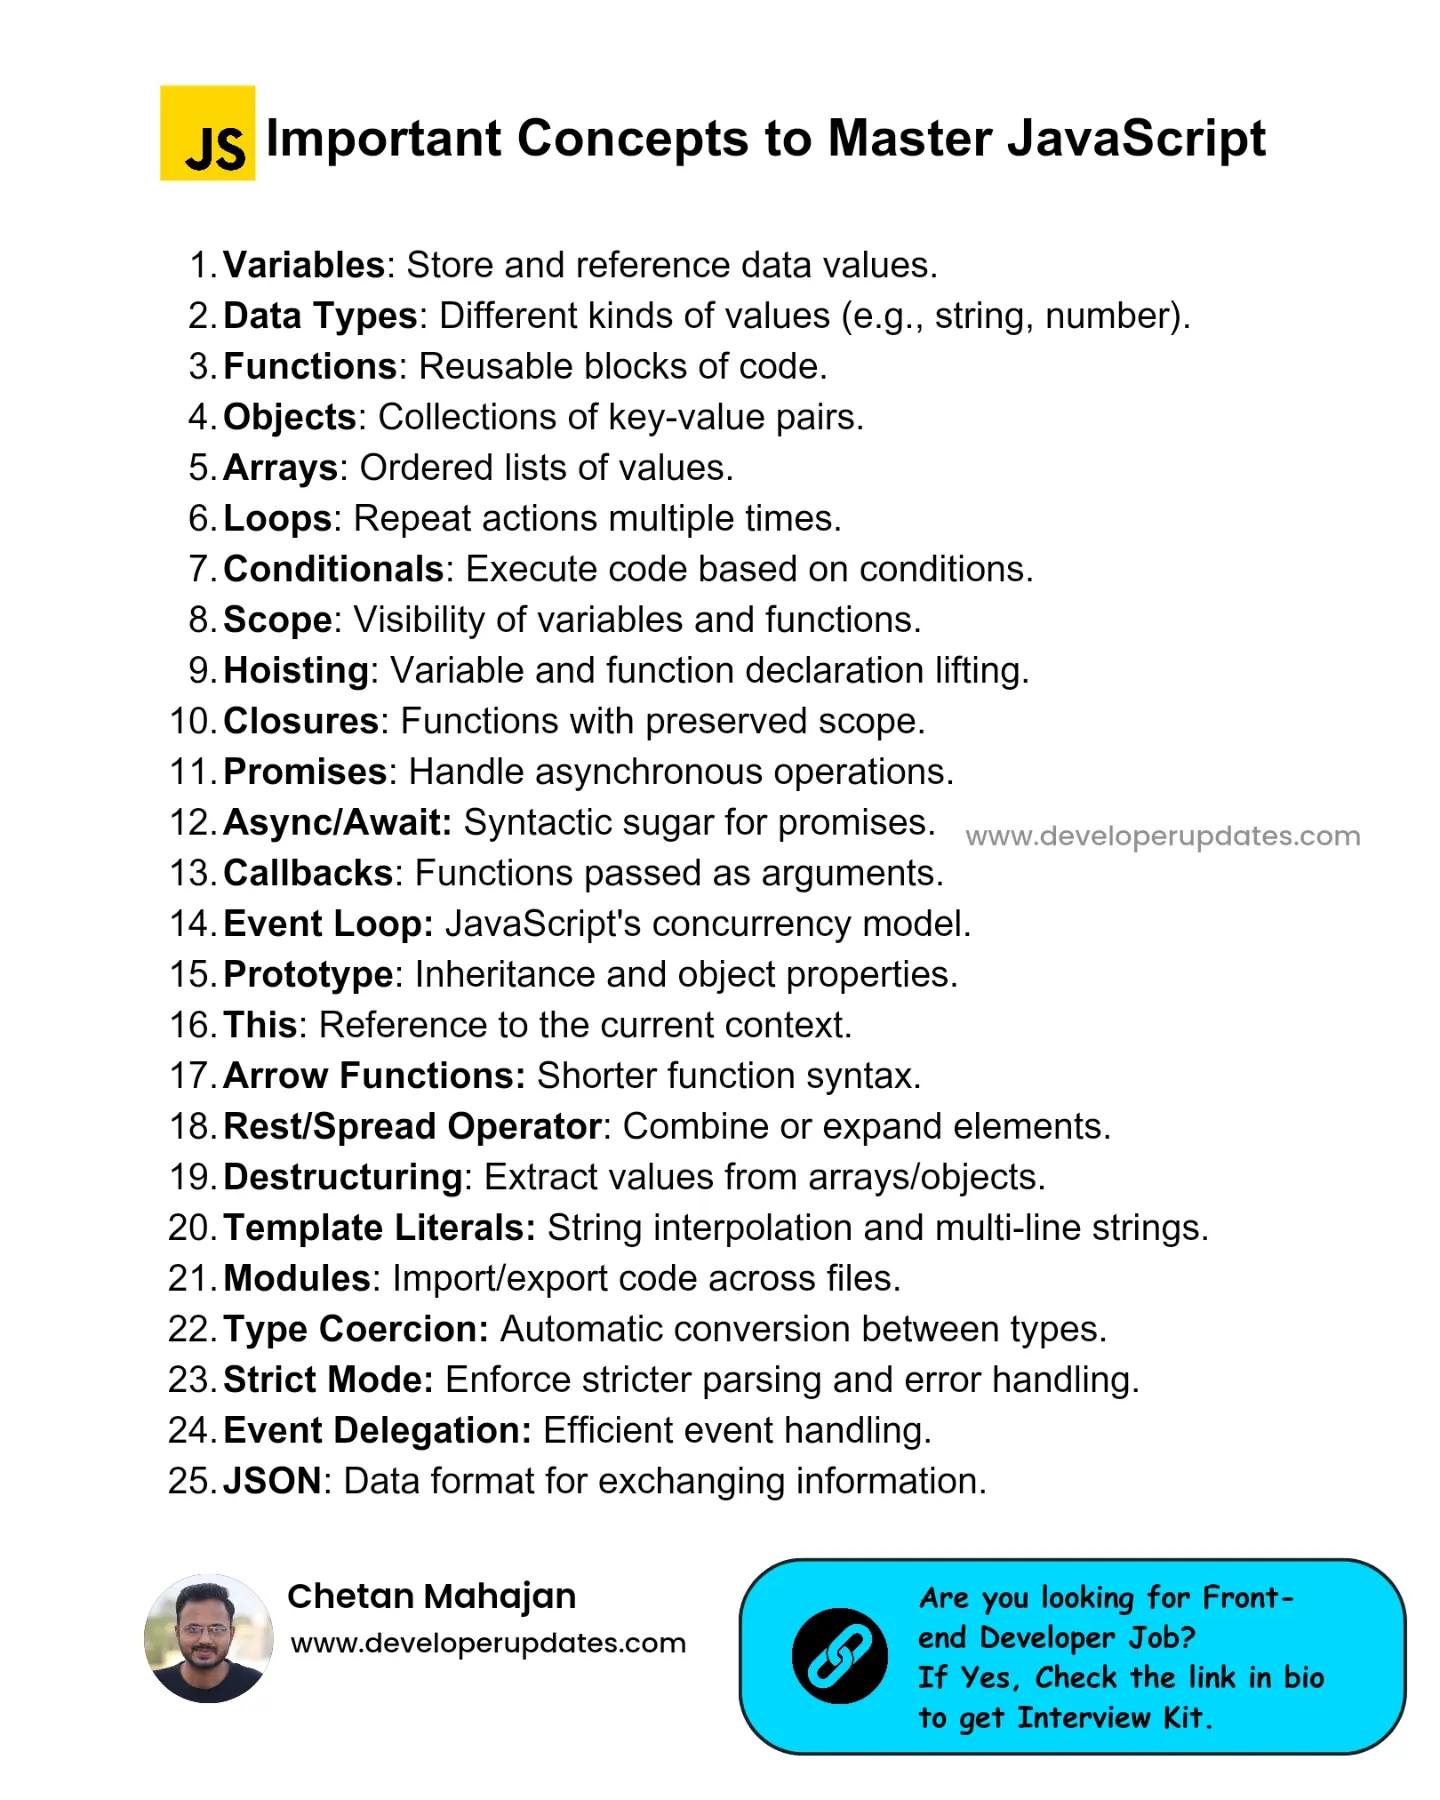 JS Important Concepts to Master JavaScript
1. Variables: Store and reference data values.
2. Data Types: Different kinds of values (e.g., string, number).
3. Functions: Reusable blocks of code.
4. Objects: Collections of key-value pairs.
5. Arrays: Ordered lists of values.
6. Loops: Repeat actions multiple times.
7. Conditionals: Execute code based on conditions.
8. Scope: Visibility of variables and functions.
9. Hoisting: Variable and function declaration lifting.
10. Closures: Functions with preserved scope.
11. Promises: Handle asynchronous operations.
12. Async/Await: Syntactic sugar for promises.
www.developerupdates.com
13. Callbacks: Functions passed as arguments.
14. Event Loop: JavaScript's concurrency model.
15. Prototype: Inheritance and object properties.
16. This: Reference to the current context.
17. Arrow Functions: Shorter function syntax.
18. Rest/Spread Operator: Combine or expand elements.
19. Destructuring: Extract values from arrays/objects.
20. Template Literals: String interpolation and multi-line strings.
21. Modules: Import/export code across files.
22. Type Coercion: Automatic conversion between types.
23. Strict Mode: Enforce stricter parsing and error handling.
24. Event Delegation: Efficient event handling.
25. JSON: Data format for exchanging information.
Chetan Mahajan
www.developerupdates.com
Are you looking for Front-
end Developer Job?
If Yes, Check the link in bio
to get Interview Kit.